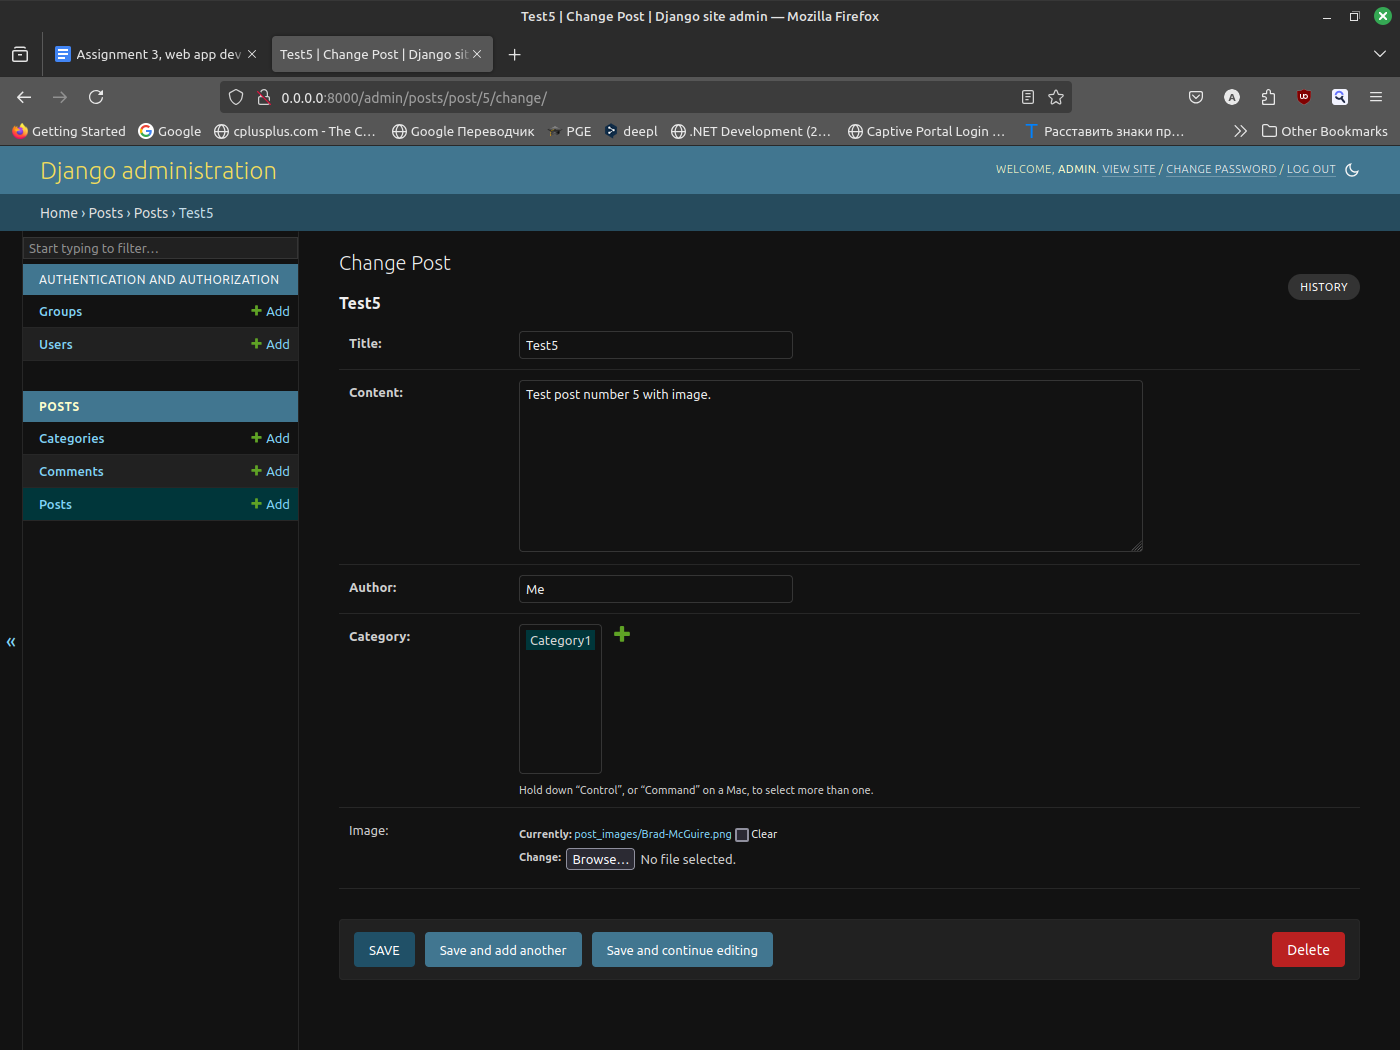 Test5 | Change Post | Django site admin — Mozilla Firefox
Assignment 3, web app dev
Test5 | Change Post | Django sit
0.0.0.0:8000/admin/posts/post/5/change/
Getting Started
Google
cplusplus.com - The C…
Google Переводчик
PGE
deepl
.NET Development (2…
Captive Portal Login …
Расставить знаки пр…
Other Bookmarks
Django administration
WELCOME, ADMIN. VIEW SITE / CHANGE PASSWORD / LOG OUT
Home › Posts › Posts › Test5
Start typing to filter…
AUTHENTICATION AND AUTHORIZATION
Groups
Add
Users
Add
POSTS
Categories
Add
Comments
Add
Posts
Add
«
Change Post
HISTORY
Test5
Title:
Test5
Content:
Test post number 5 with image.
Author:
Me
Category:
Category1
Hold down “Control”, or “Command” on a Mac, to select more than one.
Image:
Currently: post_images/Brad-McGuire.png Clear
Change: Browse… No file selected.
SAVE
Save and add another
Save and continue editing
Delete